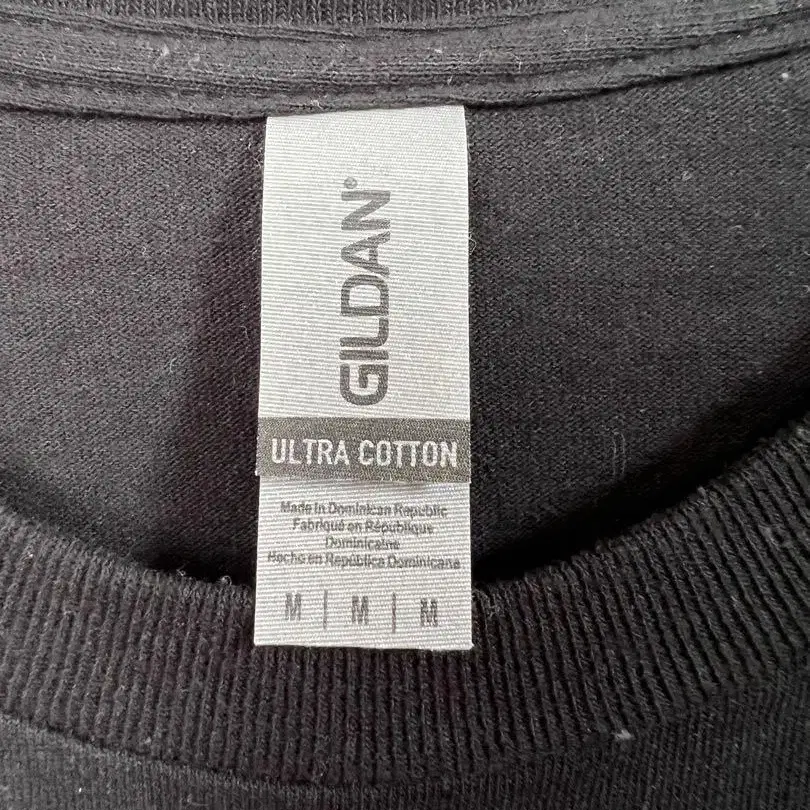 GILDAN®
ULTRA COTTON
Made in Dominican Republic
Fabriqué en République
Dominicaine
Hecho en República Dominicana
M | M | M